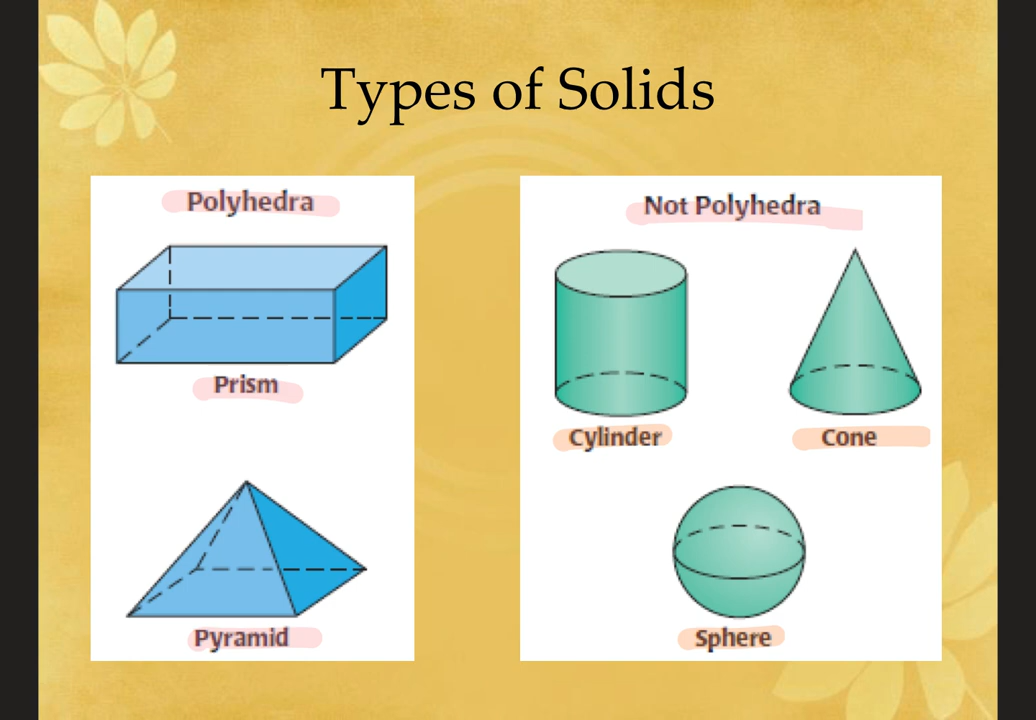 Types of Solids
Polyhedra
Prism
Pyramid
Not Polyhedra
Cylinder
Cone
Sphere